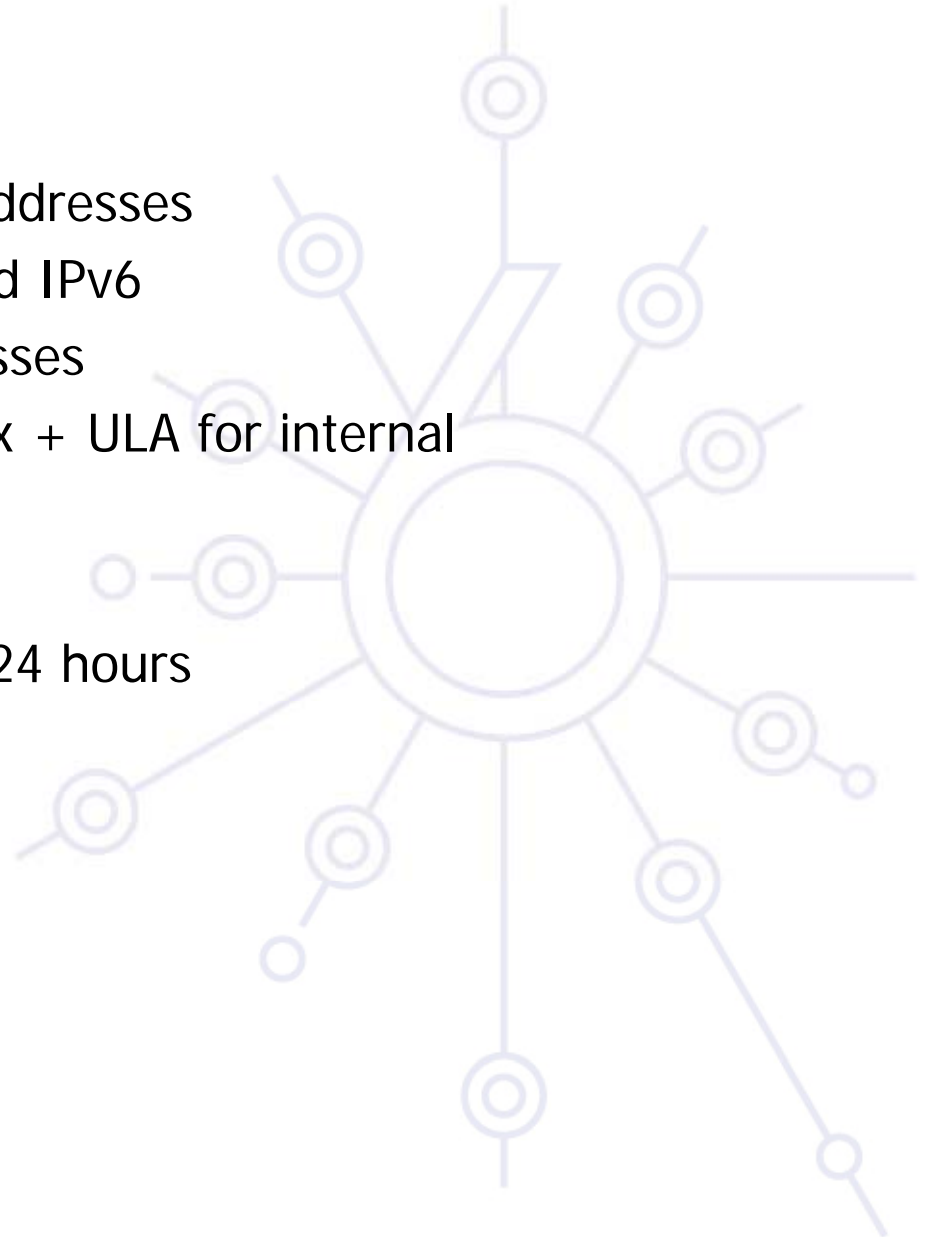 ddresses
d IPv6
sses
x + ULA for internal
24 hours